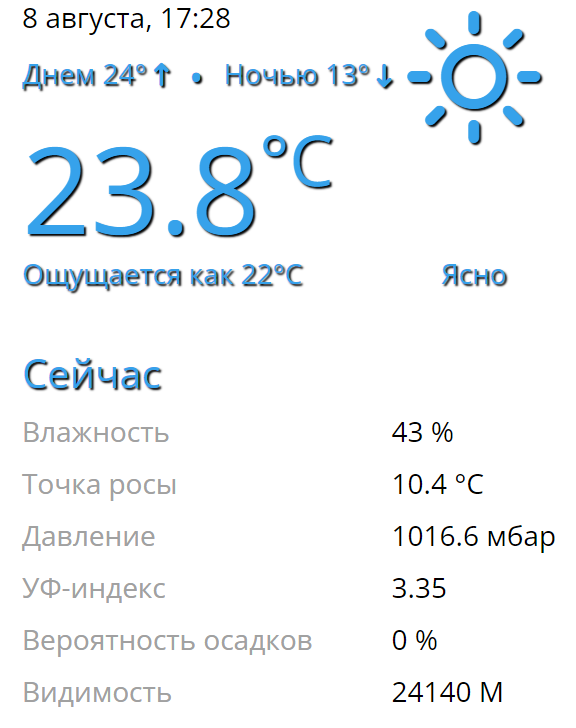 8 августа, 17:28
Днем 24°↑ • Ночью 13°↓
23.8°C
Ощущается как 22°C Ясно
Сейчас
Влажность 43 %
Точка росы 10.4 °C
Давление 1016.6 мбар
УФ-индекс 3.35
Вероятность осадков 0 %
Видимость 24140 М